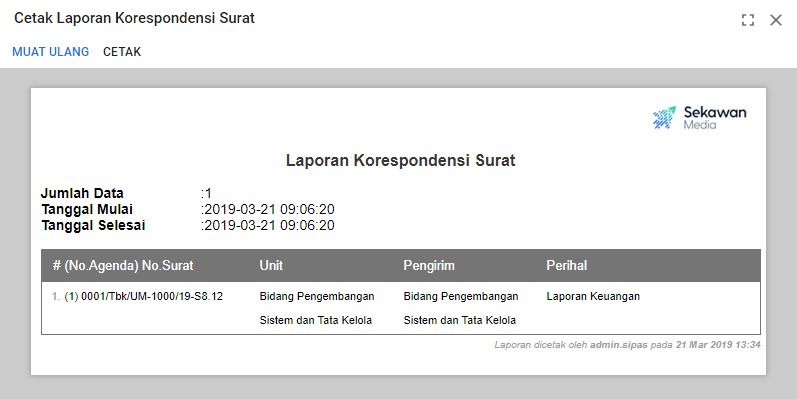 Cetak Laporan Korespondensi Surat
MUAT ULANG CETAK
Sekawan
Media
Laporan Korespondensi Surat
Jumlah Data :1
Tanggal Mulai :2019-03-21 09:06:20
Tanggal Selesai :2019-03-21 09:06:20
# (No.Agenda) No.Surat Unit Pengirim Perihal
1. (1) 0001/Tbk/UM-1000/19-S8.12 Bidang Pengembangan Bidang Pengembangan Laporan Keuangan
Sistem dan Tata Kelola Sistem dan Tata Kelola
Laporan dicetak oleh admin.sipas pada 21 Mar 2019 13:34